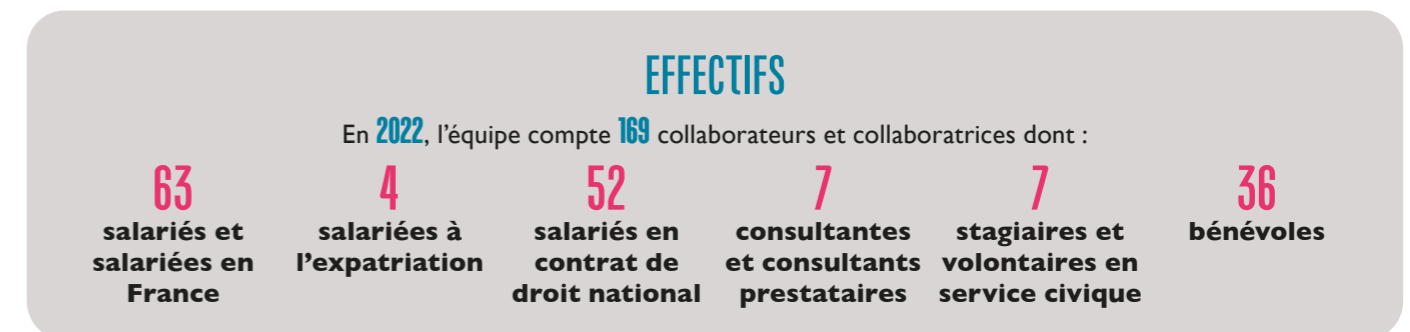 EFFECTIFS
En 2022, l’équipe compte 169 collaborateurs et collaboratrices dont :
63
salariés et
salariées en
France
4
salariées à
l’expatriation
52
salariés en
contrat de
droit national
7
consultantes
et consultants
prestataires
7
stagiaires et
volontaires en
service civique
36
bénévoles